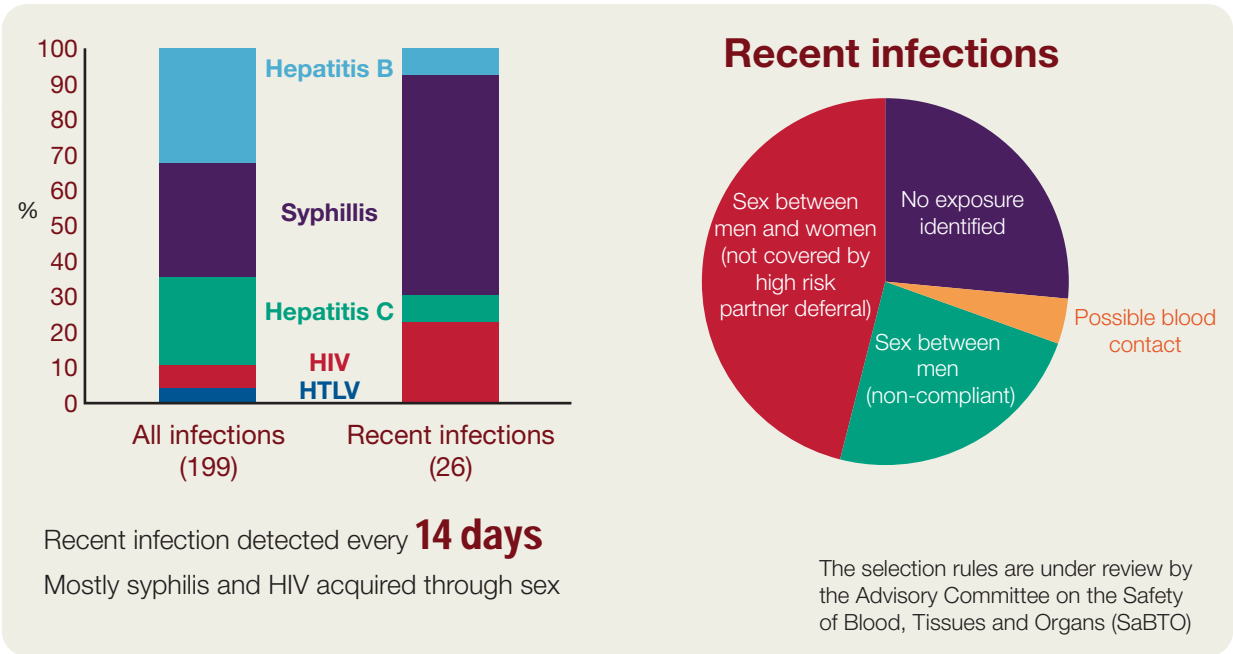 100
90
80
70
60
50
40
30
20
10
0
%
Hepatitis B
Syphillis
Hepatitis C
HIV
HTLV
All infections
(199)
Recent infections
(26)
Recent infection detected every 14 days
Mostly syphilis and HIV acquired through sex
Recent infections
Sex between
men and women
(not covered by
high risk
partner deferral)
No exposure
identified
Possible blood
contact
Sex between
men
(non-compliant)
The selection rules are under review by
the Advisory Committee on the Safety
of Blood, Tissues and Organs (SaBTO)